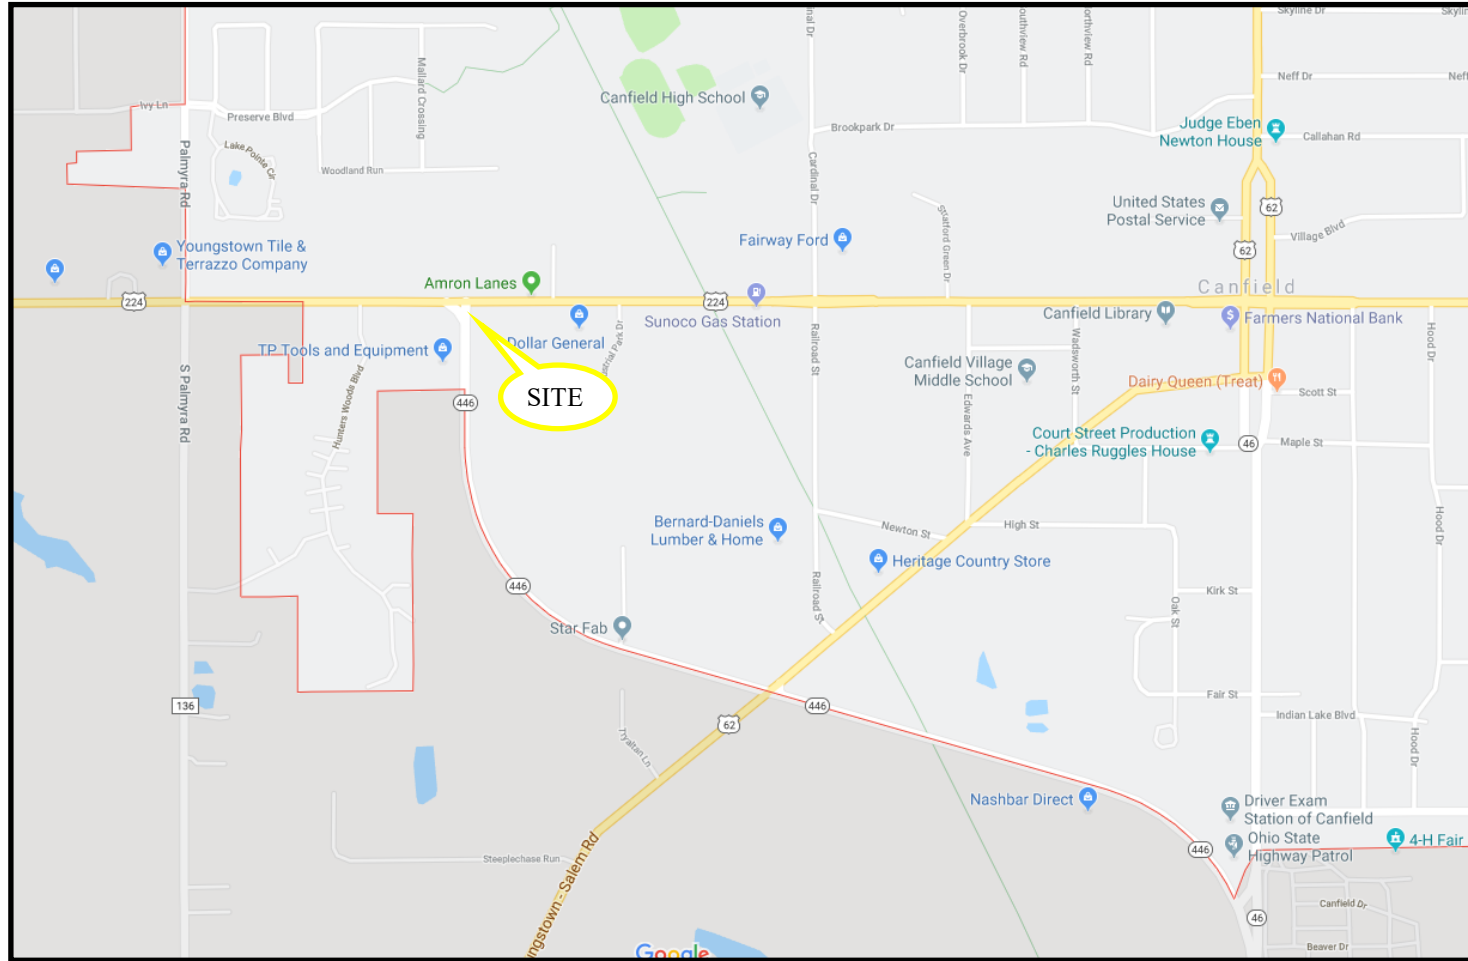 Skyline Dr
Neff Dr
Ivy Ln
Preserve Blvd
Mallard Crossing
Overbrook Dr
Canfield High School
Brookpark Dr
Judge Eben
Newton House
Callahan Rd
Lake Pointe Cir
Woodland Run
Palmyra Rd
Cardinal Dr
United States
Postal Service
62
Village Blvd
Stratford Green Dr
Youngstown Tile &
Terrazzo Company
Fairway Ford
62
Amron Lanes
Canfield
224
224
Sunoco Gas Station
Canfield Library
Farmers National Bank
Dollar General
TP Tools and Equipment
Railroad St
Wadsworth St
Hood Dr
Canfield Village
Middle School
Dairy Queen (Treat)
Scott St
SITE
S Palmyra Rd
Hunters Woods Blvd
446
Edwards Ave
Court Street Production
- Charles Ruggles House
46
Maple St
Bernard-Daniels
Lumber & Home
Newton St
High St
Hood Dr
Heritage Country Store
446
Railroad St
Kirk St
Oak St
Star Fab
Fair St
136
446
62
Indian Lake Blvd
Hood Dr
Tryaltan Ln
Nashbar Direct
Driver Exam
Station of Canfield
Ohio State
Highway Patrol
446
4-H Fair
Steeplechase Run
Salem Rd
Canfield Dr
46
Beaver Dr
Google